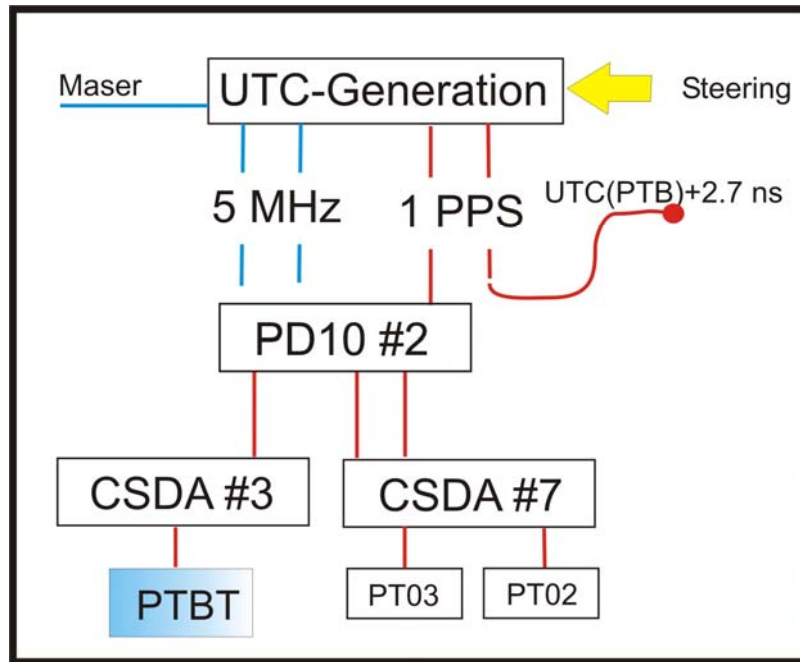 Maser
UTC-Generation
Steering
5 MHz
1 PPS
UTC(PTB)+2.7 ns
PD10 #2
CSDA #3
CSDA #7
PTBT
PT03
PT02